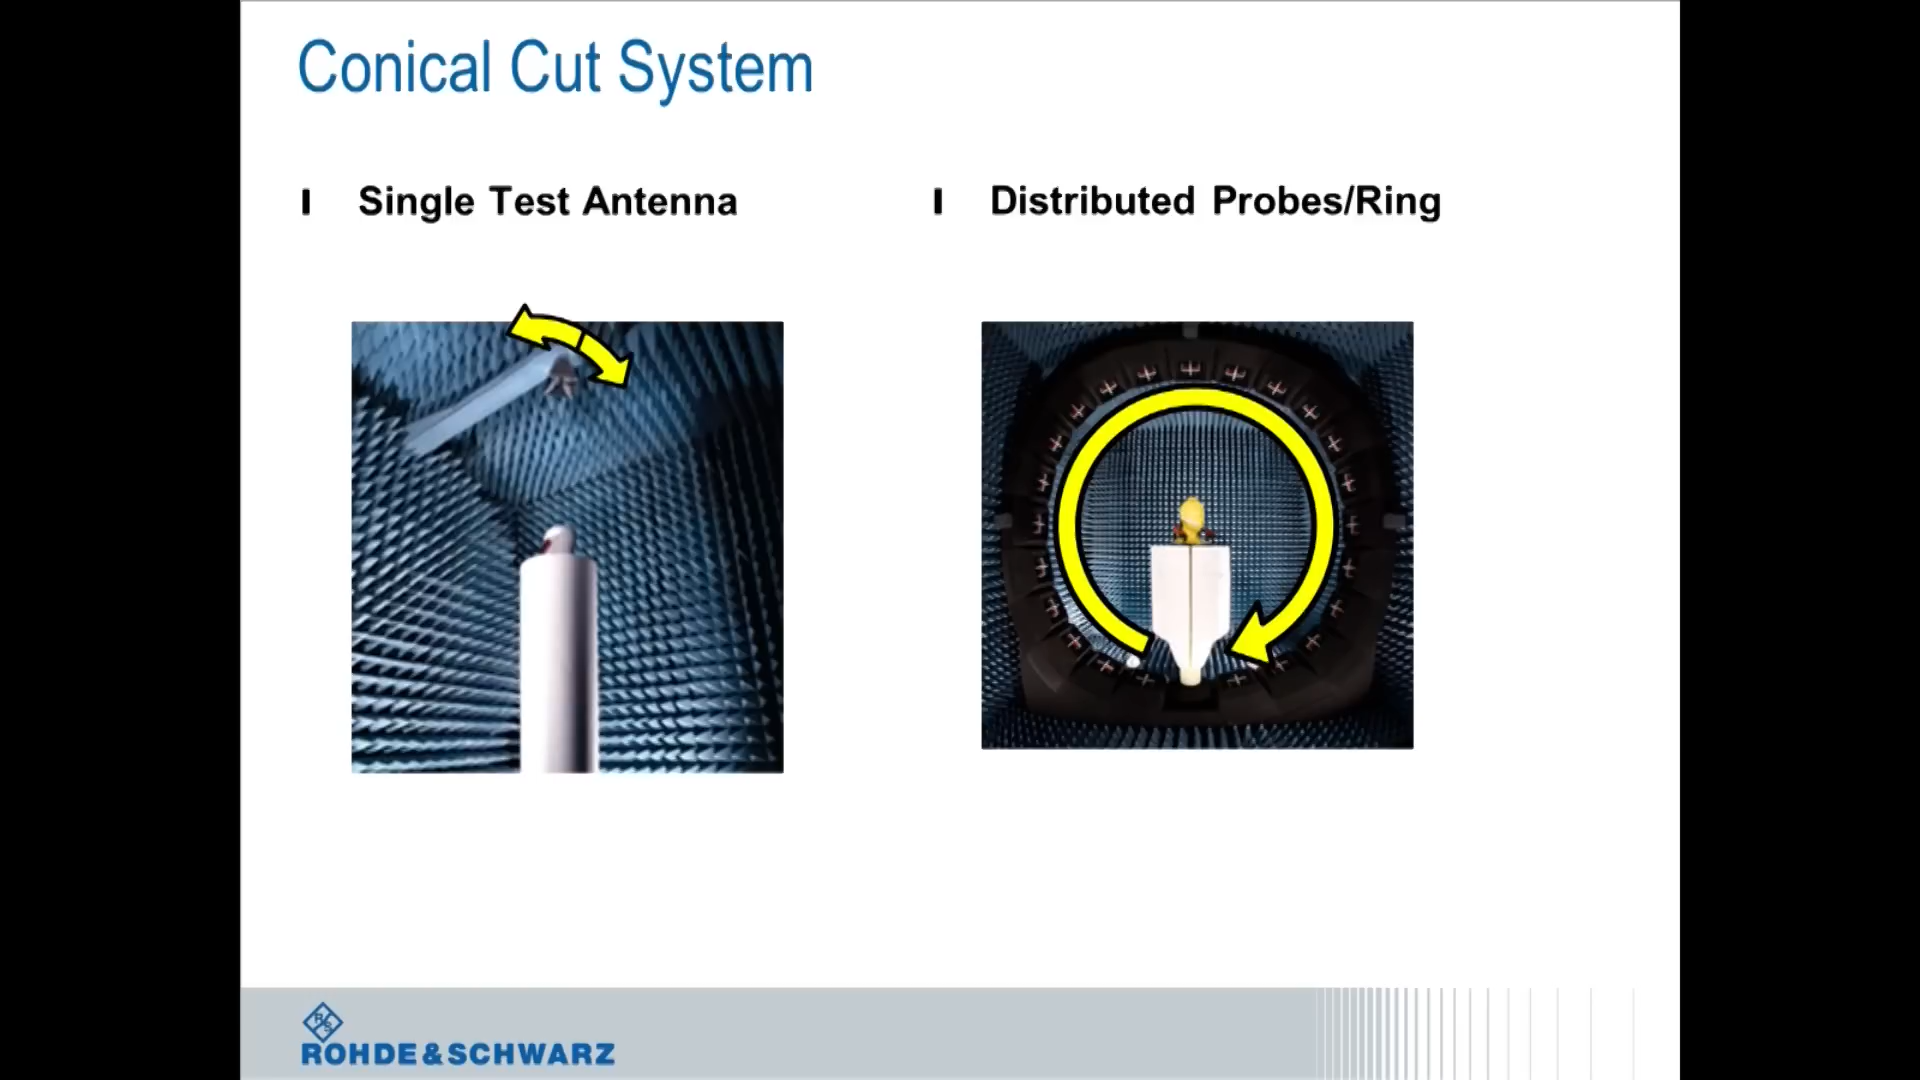 Conical Cut System
Single Test Antenna
Distributed Probes/Ring
R S
ROHDE&SCHWARZ